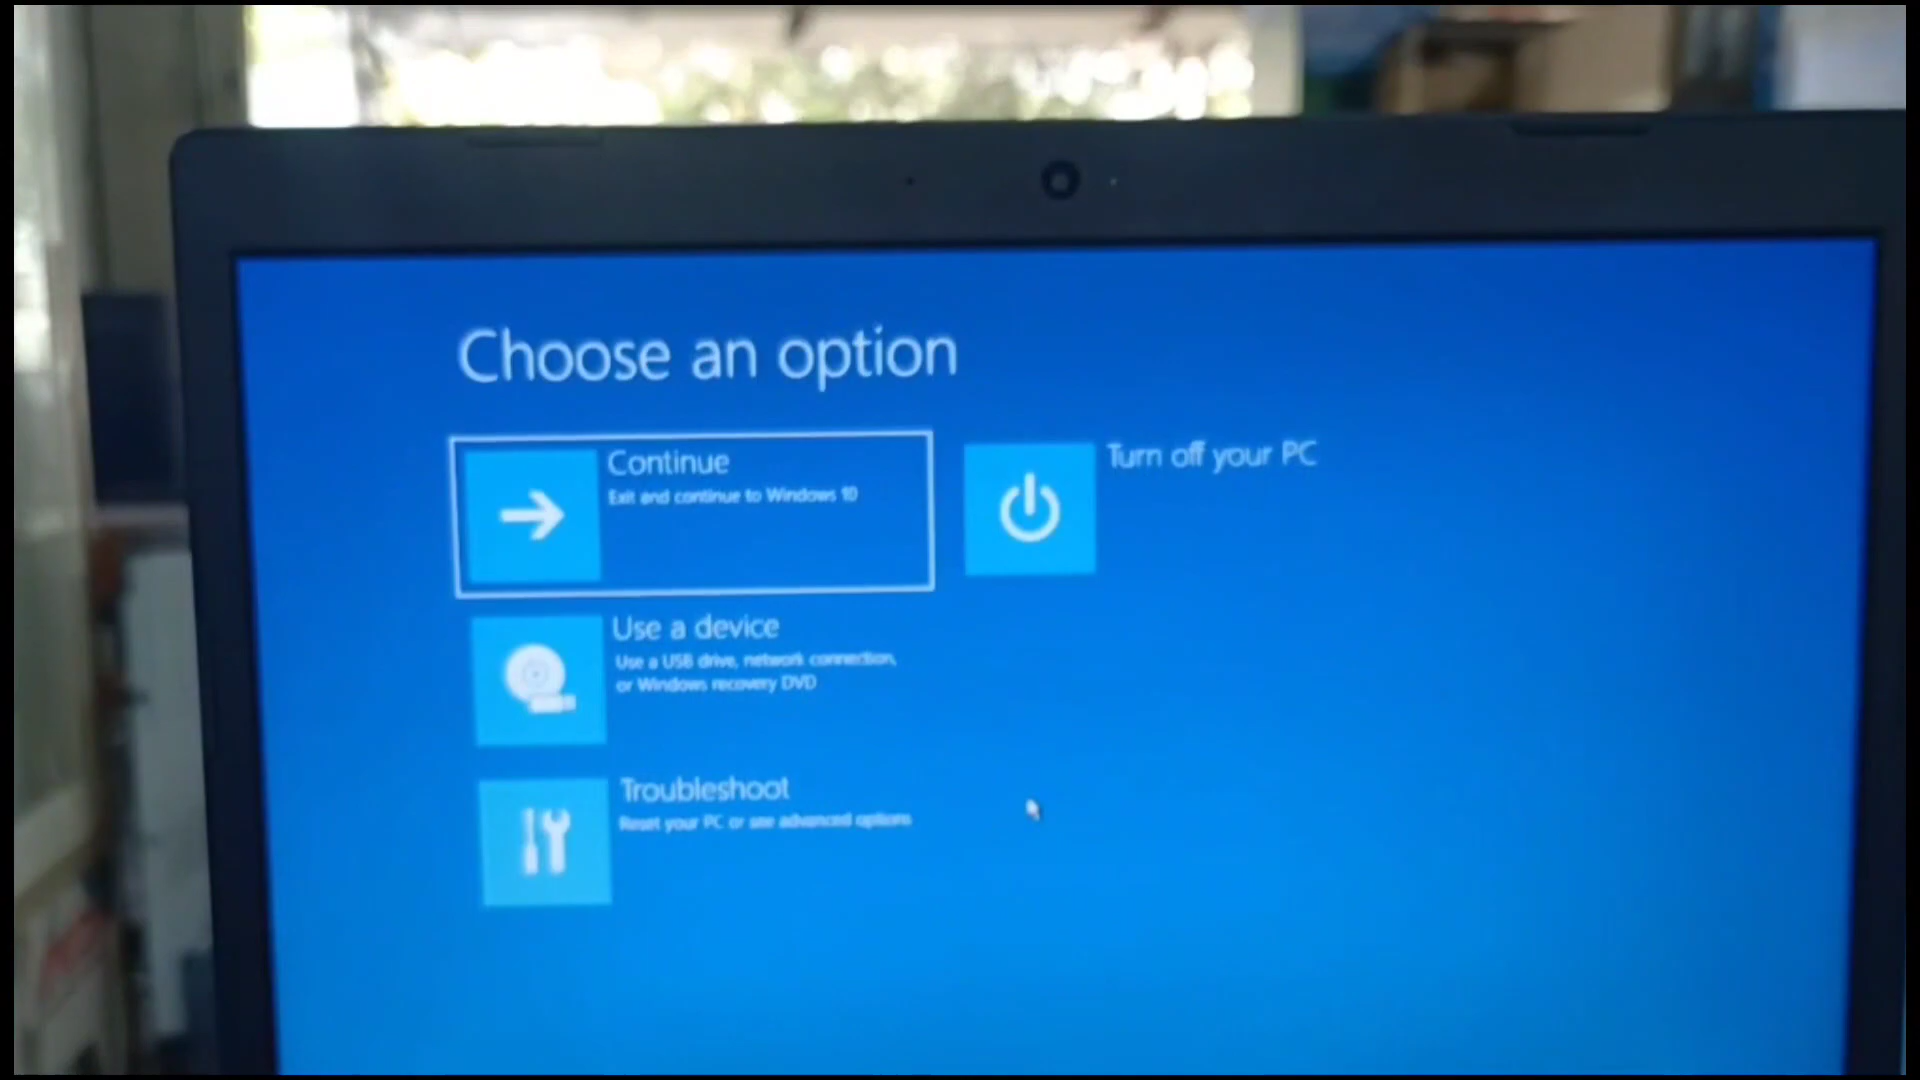 Choose an option
Continue
Exit and continue to Windows 10
Turn off your PC
Use a device
Use a USB drive, network connection,
or Windows recovery DVD
Troubleshoot
Reset your PC or see advanced options